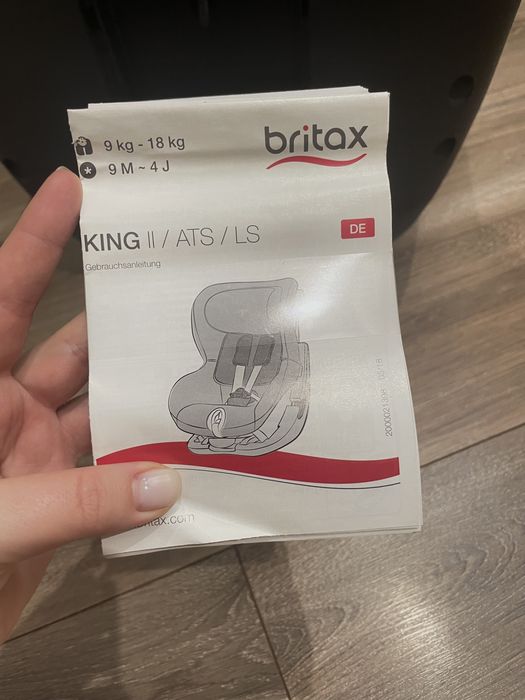 9 kg - 18 kg
9 M ~ 4 J
britax
KING II / ATS / LS
DE
Gebrauchsanleitung